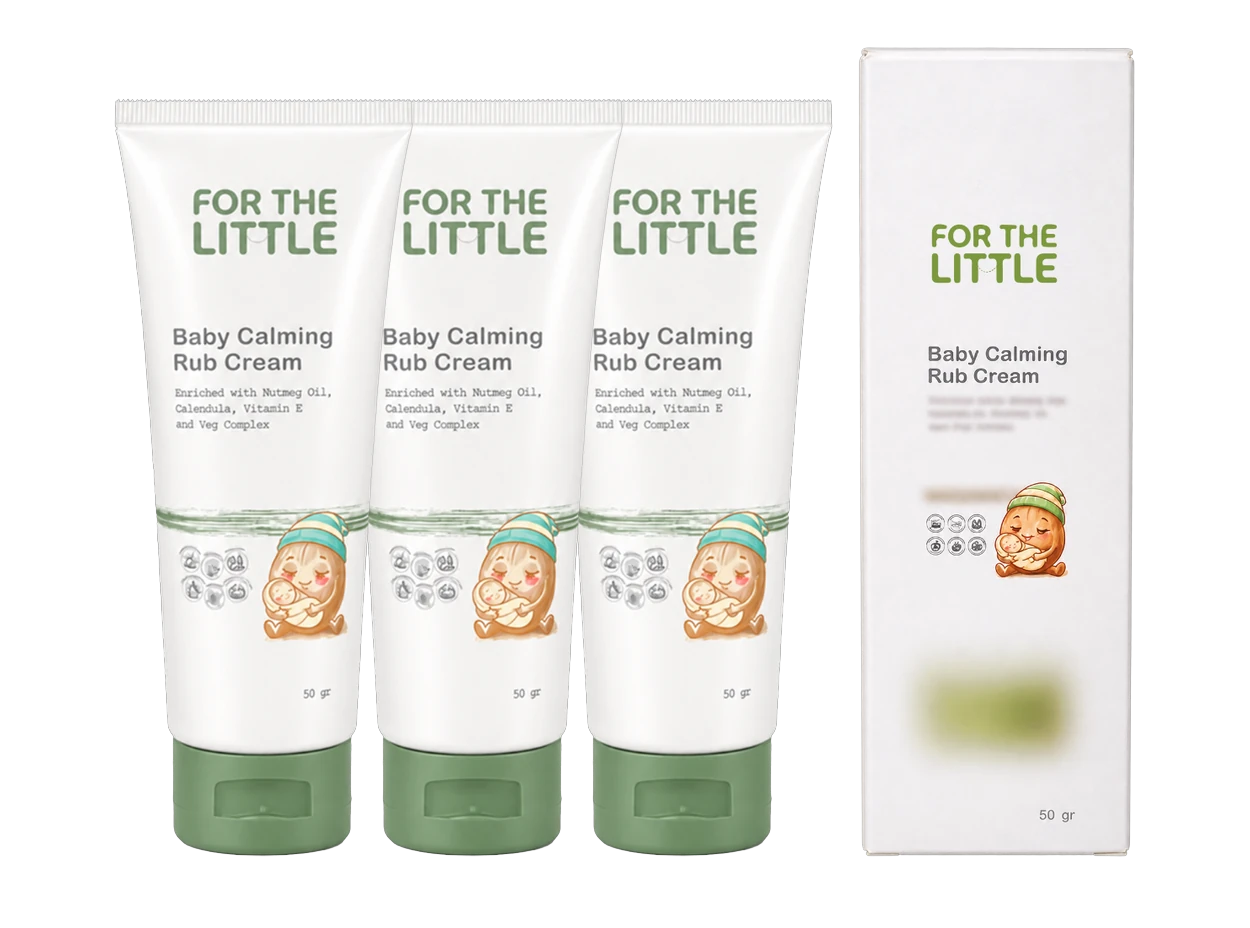 FOR THE
LITTLE
Baby Calming
Rub Cream
Enriched with Nutmeg Oil,
Calendula, Vitamin E
and Veg Complex
50 gr
FOR THE
LITTLE
Baby Calming
Rub Cream
Enriched with Nutmeg Oil,
Calendula, Vitamin E
and Veg Complex
50 gr
FOR THE
LITTLE
Baby Calming
Rub Cream
Enriched with Nutmeg Oil,
Calendula, Vitamin E
and Veg Complex
50 gr
FOR THE
LITTLE
Baby Calming
Rub Cream
50 gr